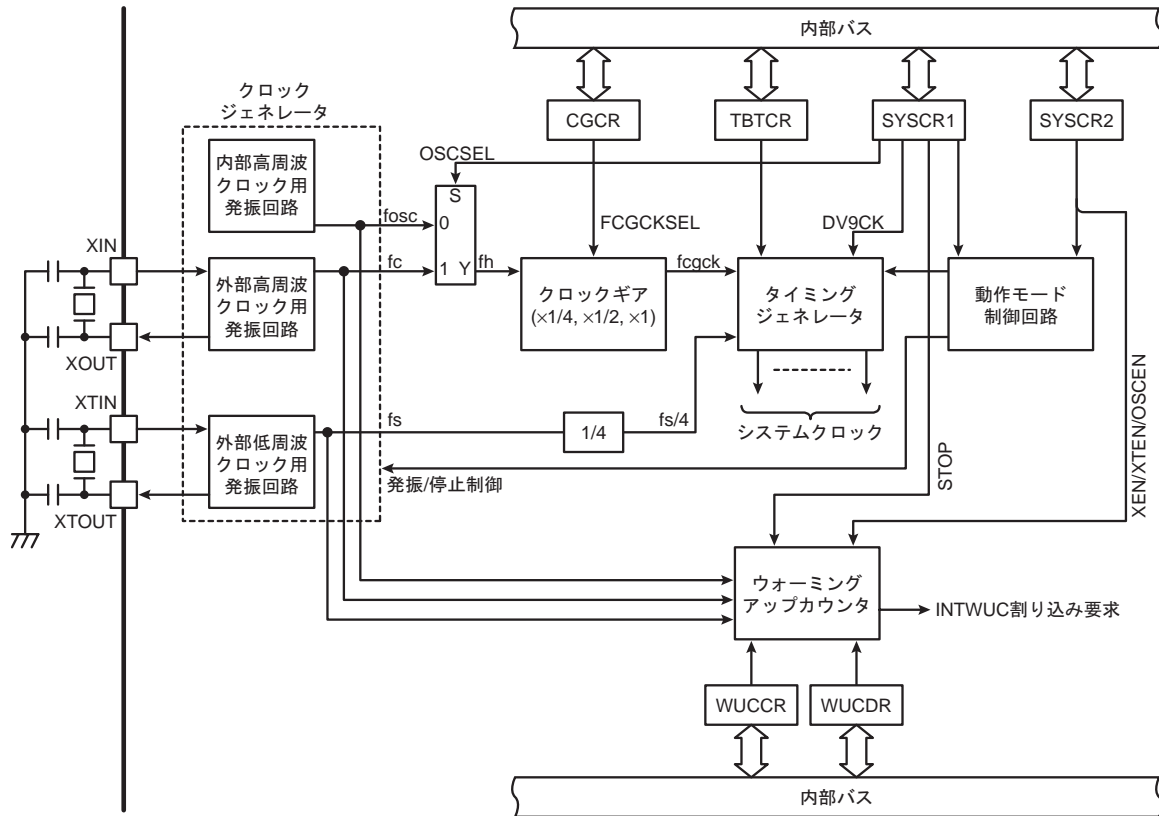 内部バス
クロック
ジェネレータ
CGCR
TBTCR
SYSCR1
SYSCR2
内部高周波
クロック用
発振回路
OSCSEL
S
fosc
0
FCGCKSEL
DV9CK
XIN
外部高周波
クロック用
発振回路
fc
1 Y
fh
クロックギア
(×1/4, ×1/2, ×1)
fcgck
タイミング
ジェネレータ
動作モード
制御回路
XOUT
XTIN
外部低周波
クロック用
発振回路
fs
1/4
fs/4
システムクロック
発振/停止制御
STOP
XEN/XTEN/OSCEN
XTOUT
ウォーミング
アップカウンタ
INTWUC割り込み要求
WUCCR
WUCDR
内部バス